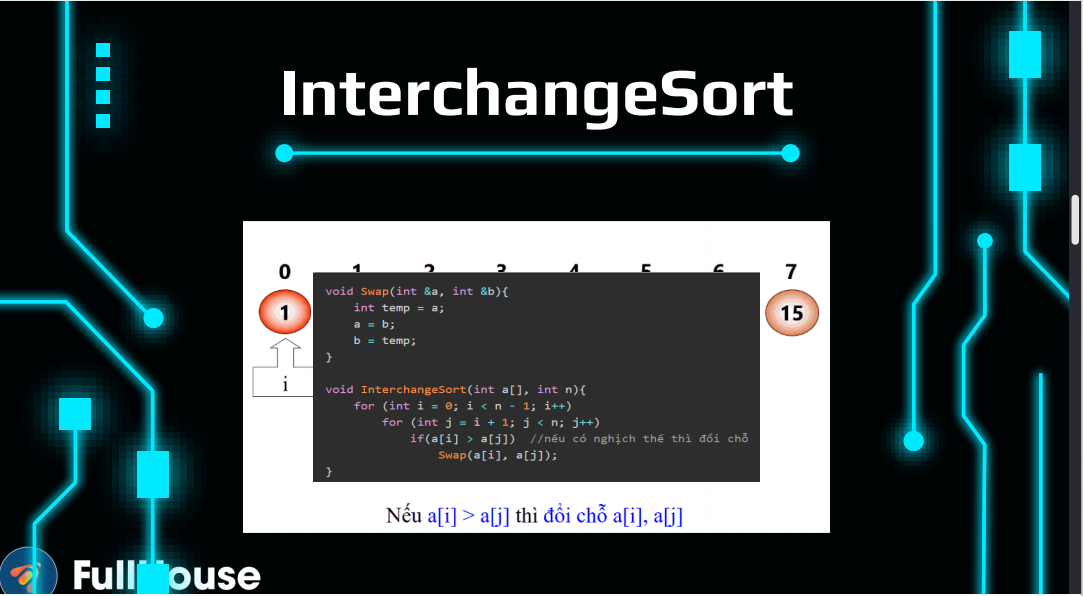 InterchangeSort
0 1 2 3 4 5 6 7
1 15
i
void Swap(int &a, int &b){
int temp = a;
a = b;
b = temp;
}
void InterchangeSort(int a[], int n){
for (int i = 0; i < n - 1; i++)
for (int j = i + 1; j < n; j++)
if(a[i] > a[j]) //nếu có nghịch thế thì đổi chỗ
Swap(a[i], a[j]);
}
Nếu a[i] > a[j] thì đổi chỗ a[i], a[j]
FullHouse